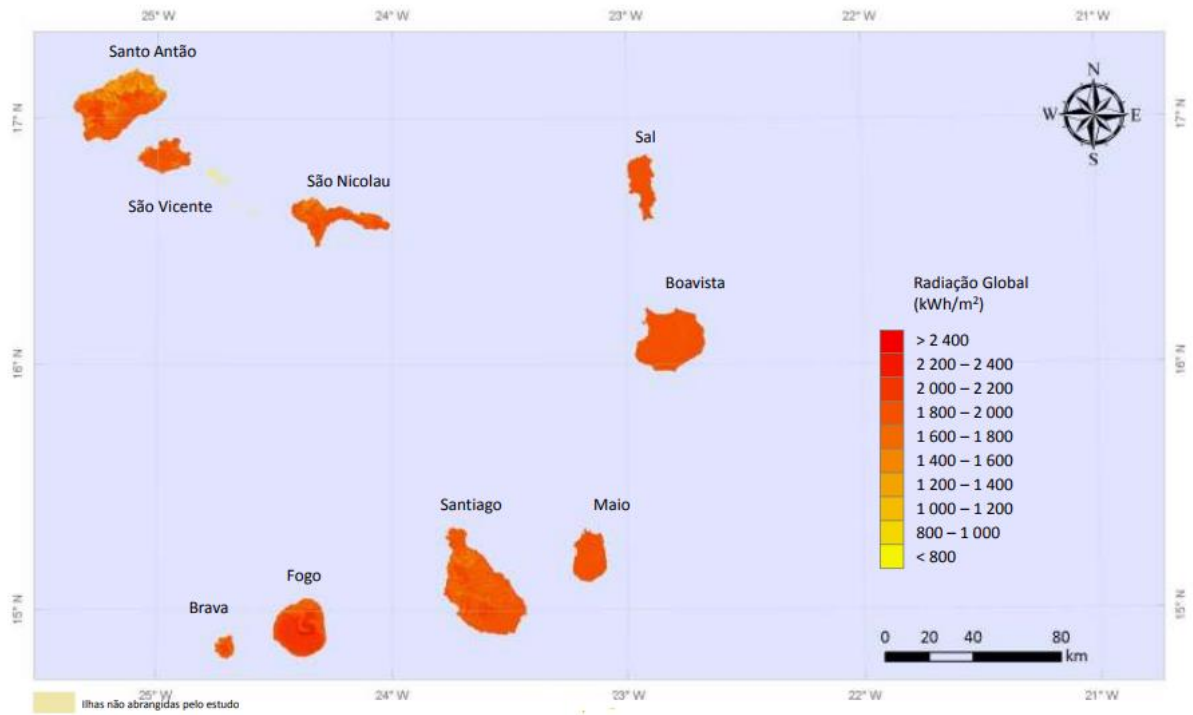 25° W
24° W
23° W
22° W
21° W
Santo Antão
17° N
N
W
E
S
17° N
Sal
São Nicolau
São Vicente
Boavista
Radiação Global
(kWh/m²)
> 2 400
2 200 – 2 400
16° N
16° N
2 000 – 2 200
1 800 – 2 000
1 600 – 1 800
1 400 – 1 600
1 200 – 1 400
1 000 – 1 200
800 – 1 000
< 800
Santiago
Maio
Fogo
Brava
15° N
15° N
0 20 40 80
km
25° W
24° W
23° W
22° W
21° W
Ilhas não abrangidas pelo estudo